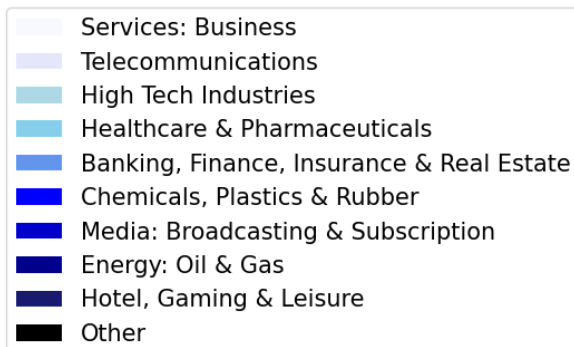 Services: Business
Telecommunications
High Tech Industries
Healthcare & Pharmaceuticals
Banking, Finance, Insurance & Real Estate
Chemicals, Plastics & Rubber
Media: Broadcasting & Subscription
Energy: Oil & Gas
Hotel, Gaming & Leisure
Other